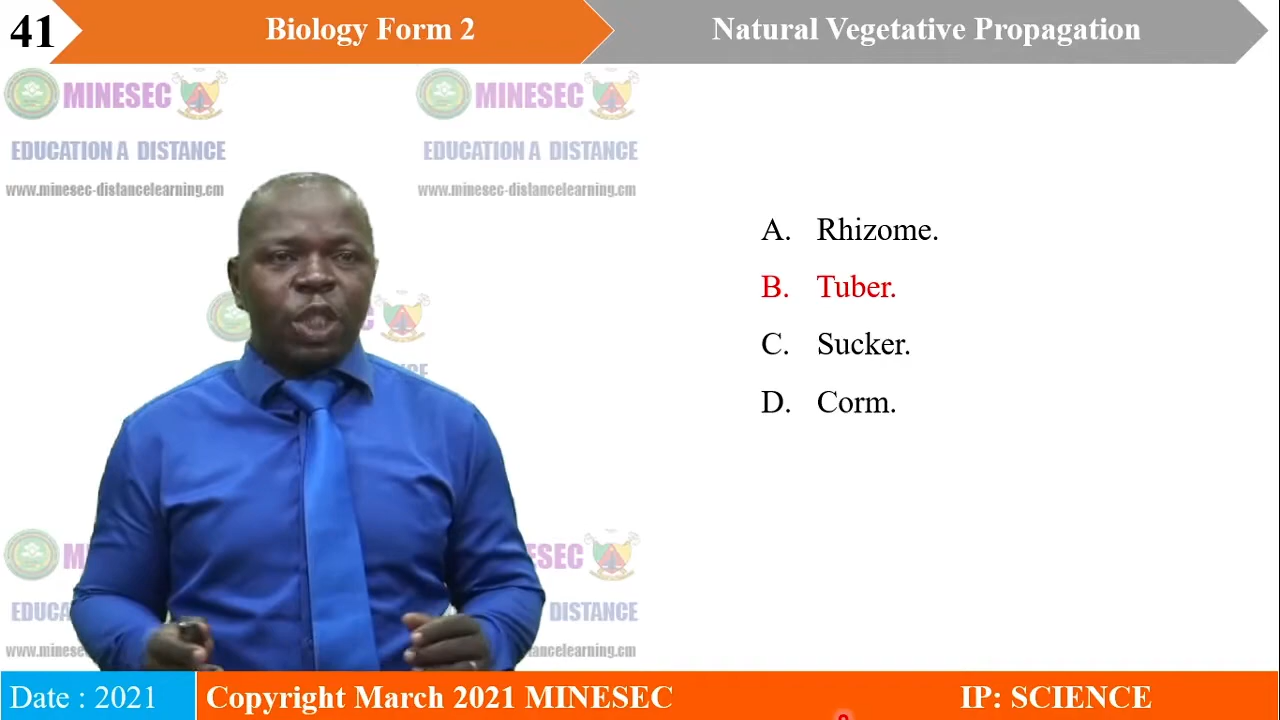 41
Biology Form 2
Natural Vegetative Propagation
MINESEC
MINESEC
EDUCATION A DISTANCE
EDUCATION A DISTANCE
www.minesec-distancelearning.cm
www.minesec-distancelearning.cm
A. Rhizome.
B. Tuber.
C. Sucker.
D. Corm.
DISTANCE
Date : 2021
Copyright March 2021 MINESEC
IP: SCIENCE